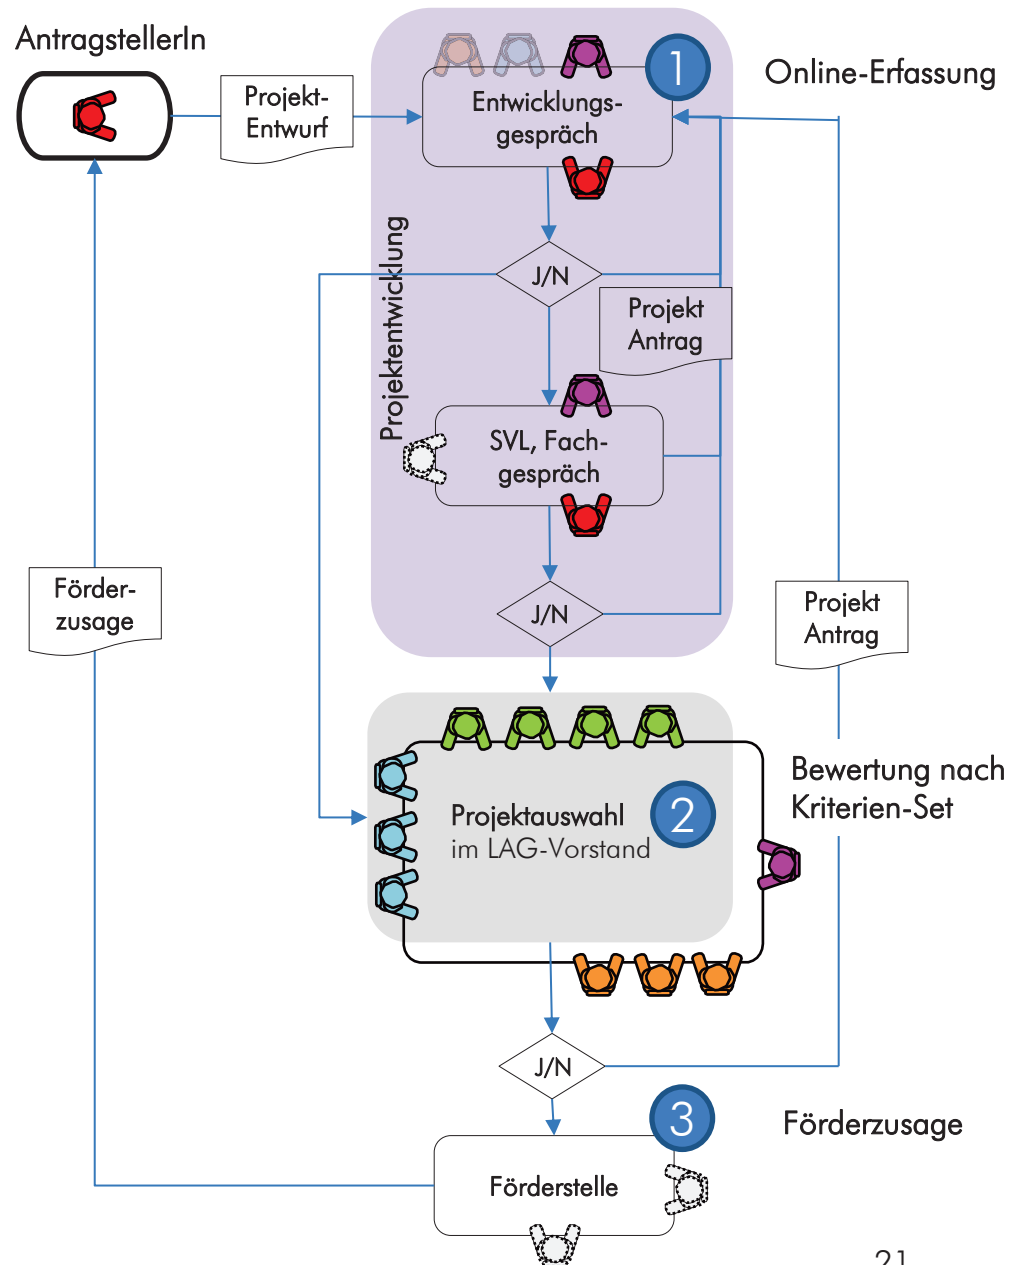 AntragstellerIn
Projekt-
Entwurf
1
Entwicklungs-
gespräch
Online-Erfassung
Projektentwicklung
J/N
Projekt
Antrag
SVL, Fach-
gespräch
J/N
Förder-
zusage
Projekt
Antrag
Projektauswahl
im LAG-Vorstand
2
Bewertung nach
Kriterien-Set
J/N
3
Förderzusage
Förderstelle
21